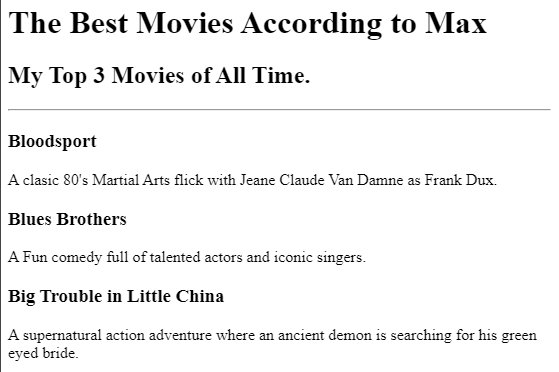 The Best Movies According to Max
My Top 3 Movies of All Time.
Bloodsport
A clasic 80's Martial Arts flick with Jeane Claude Van Damne as Frank Dux.
Blues Brothers
A Fun comedy full of talented actors and iconic singers.
Big Trouble in Little China
A supernatural action adventure where an ancient demon is searching for his green
eyed bride.